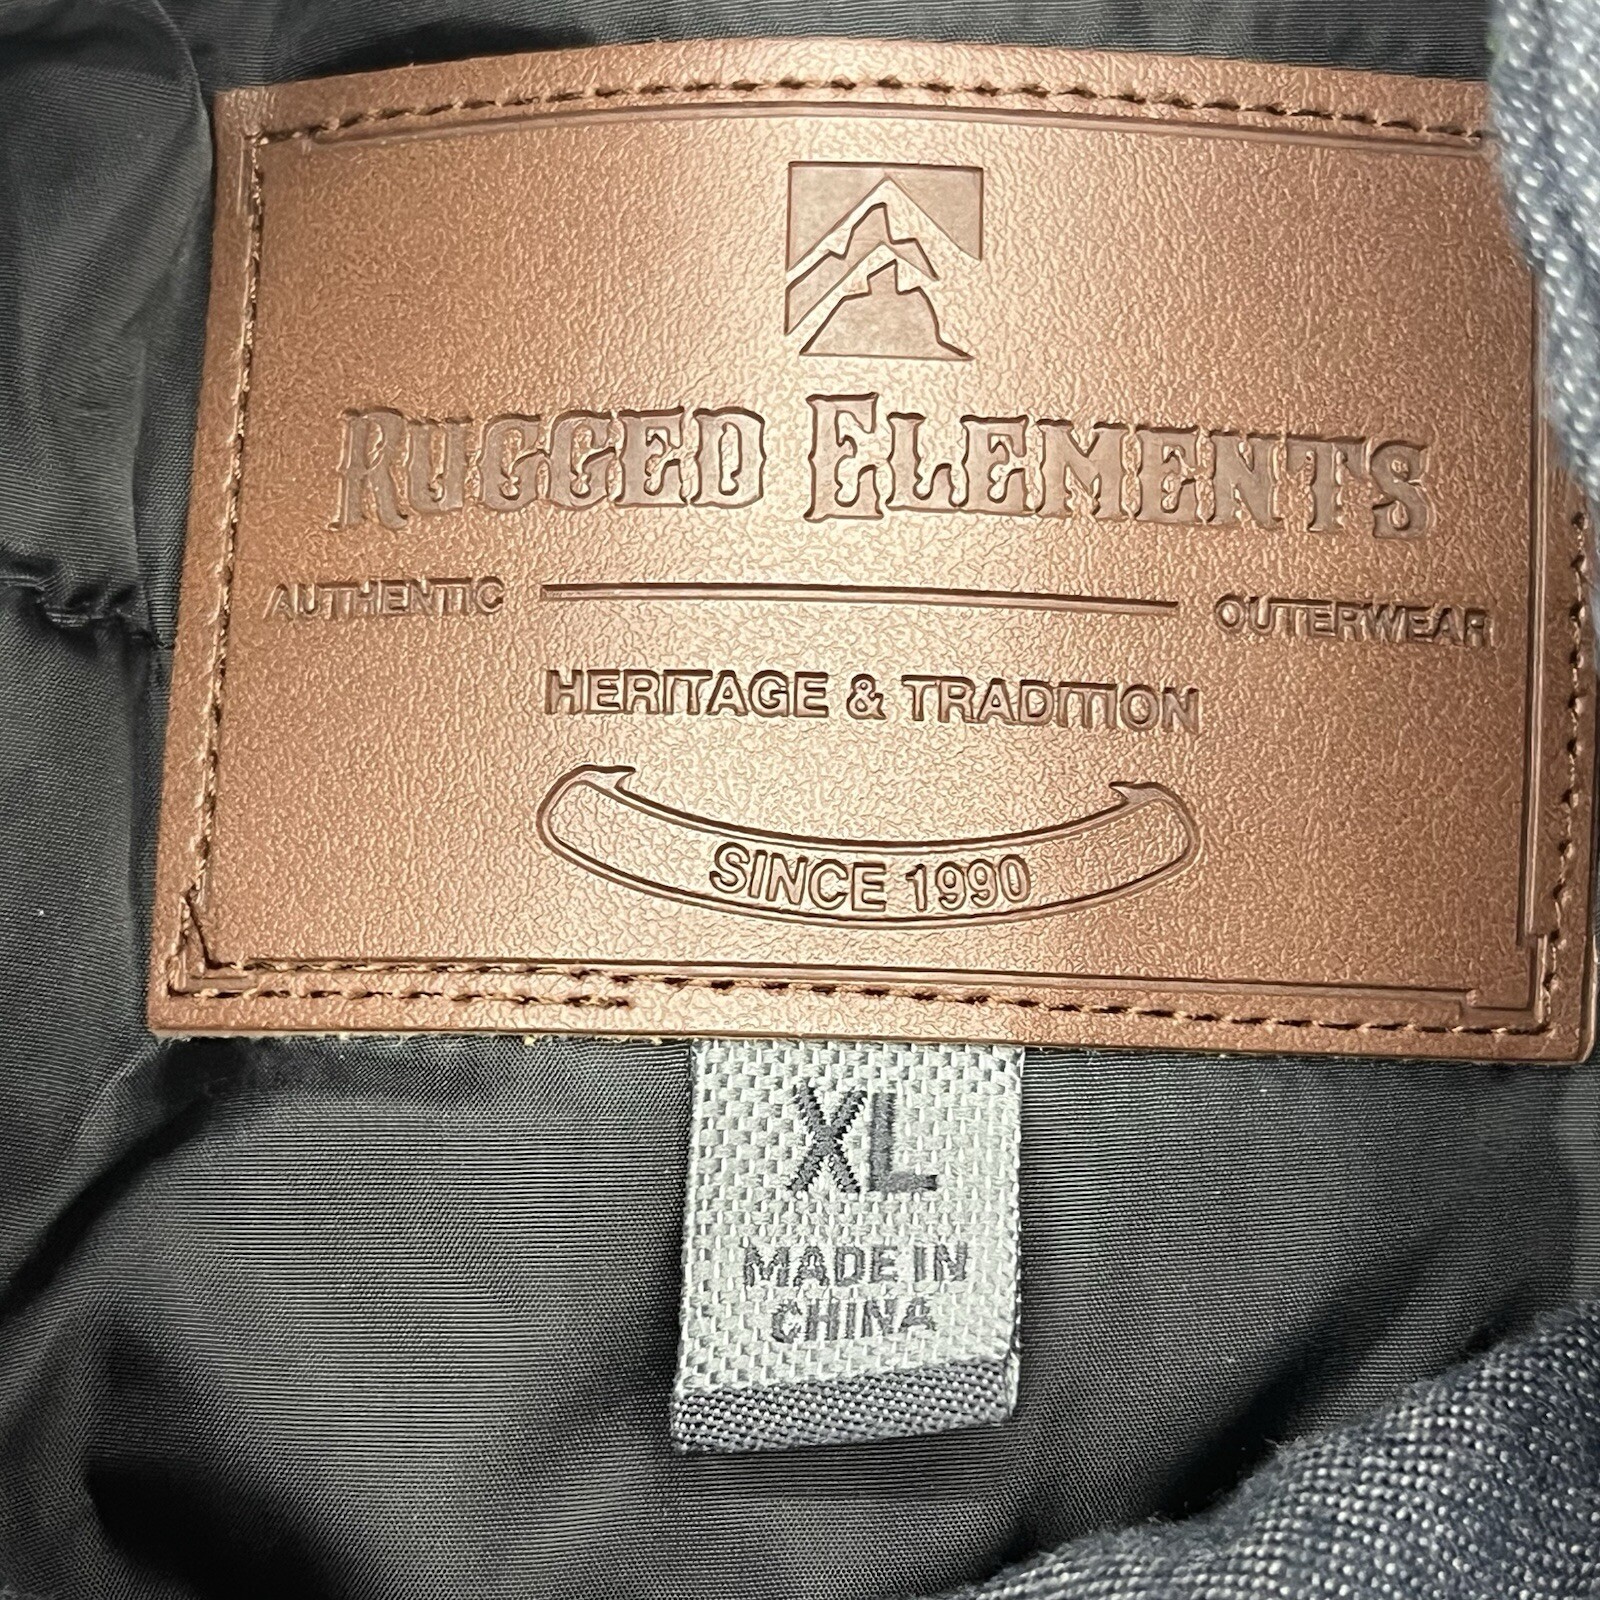 RUGGED ELEMENTS
AUTHENTIC OUTERWEAR
HERITAGE & TRADITION
SINCE 1990
XL
MADE IN
CHINA